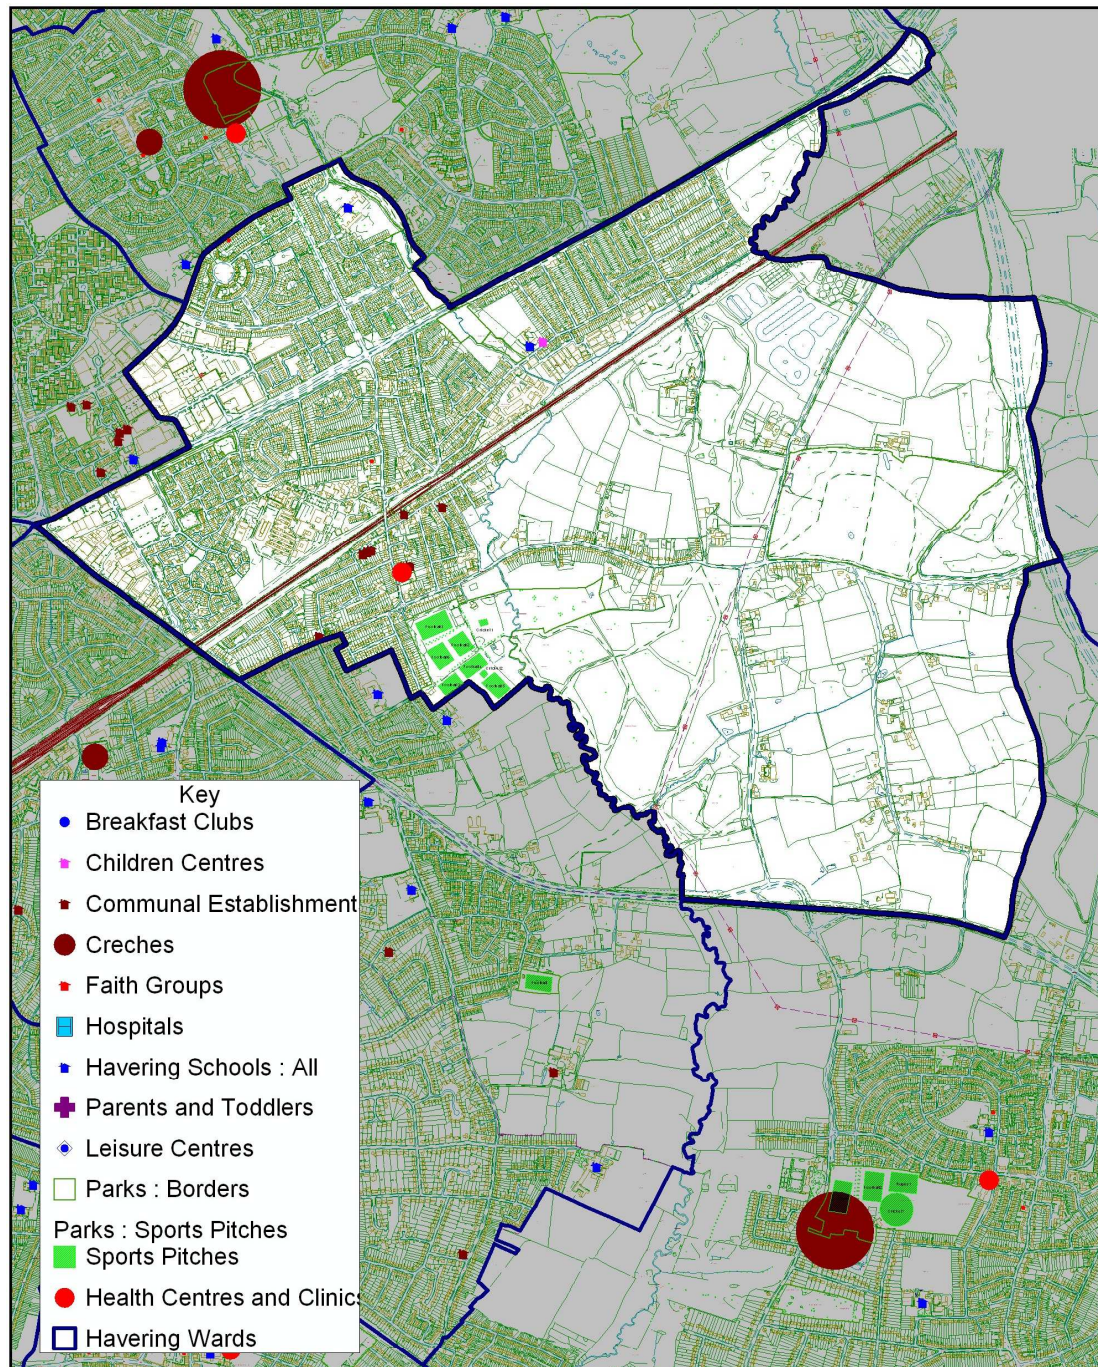 Key
Breakfast Clubs
Children Centres
Communal Establishment
Creches
Faith Groups
Hospitals
Havering Schools : All
Parents and Toddlers
Leisure Centres
Parks : Borders
Parks : Sports Pitches
Sports Pitches
Health Centres and Clinics
Havering Wards